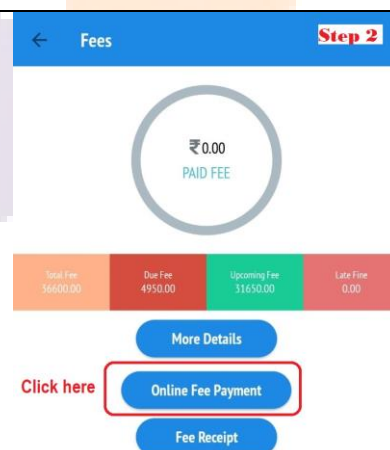 Fees
Step 2
₹0.00
PAID FEE
Total Fee Due Fee Upcoming Fee Late Fine
56600.00 4950.00 31650.00 0.00
More Details
Click here
Online Fee Payment
Fee Receipt